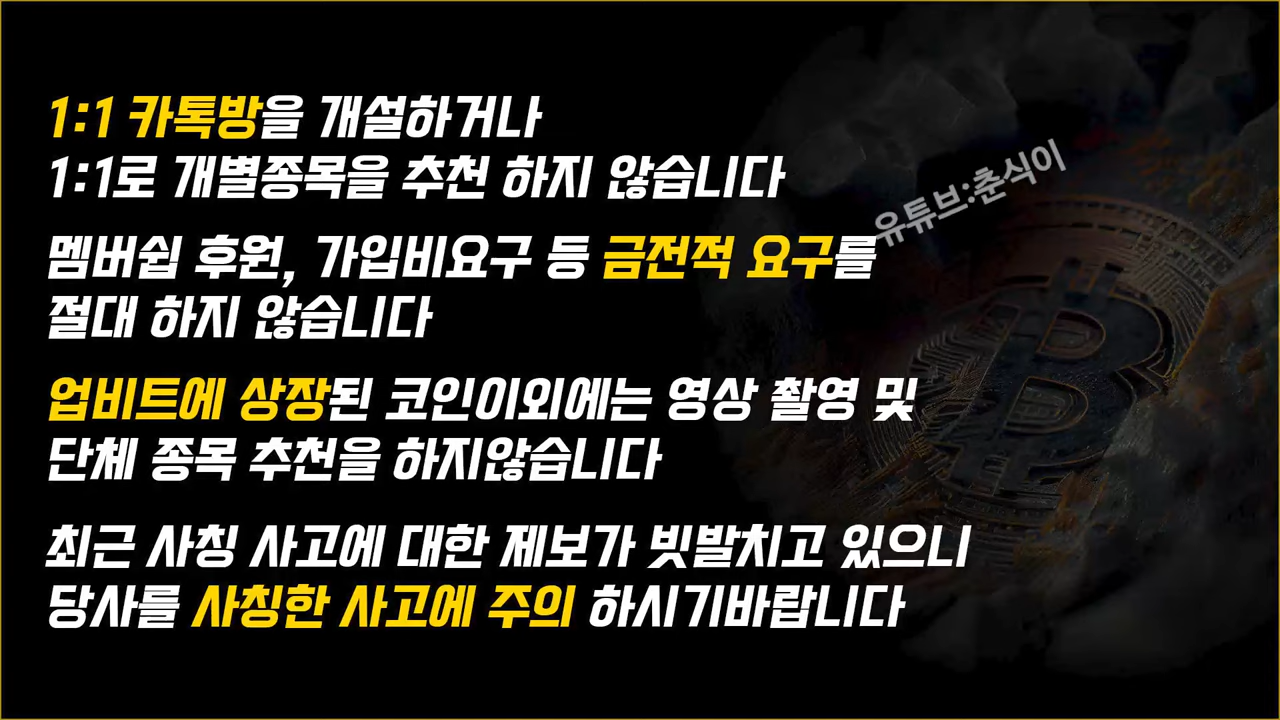 1:1 카톡방을 개설하거나
1:1로 개별종목을 추천 하지 않습니다
유튜브:춘식이
멤버쉽 후원, 가입비요구 등 금전적 요구를
절대 하지 않습니다
업비트에 상장된 코인이외에는 영상 촬영 및
단체 종목 추천을 하지않습니다
최근 사칭 사고에 대한 제보가 빗발치고 있으니
당사를 사칭한 사고에 주의 하시기바랍니다